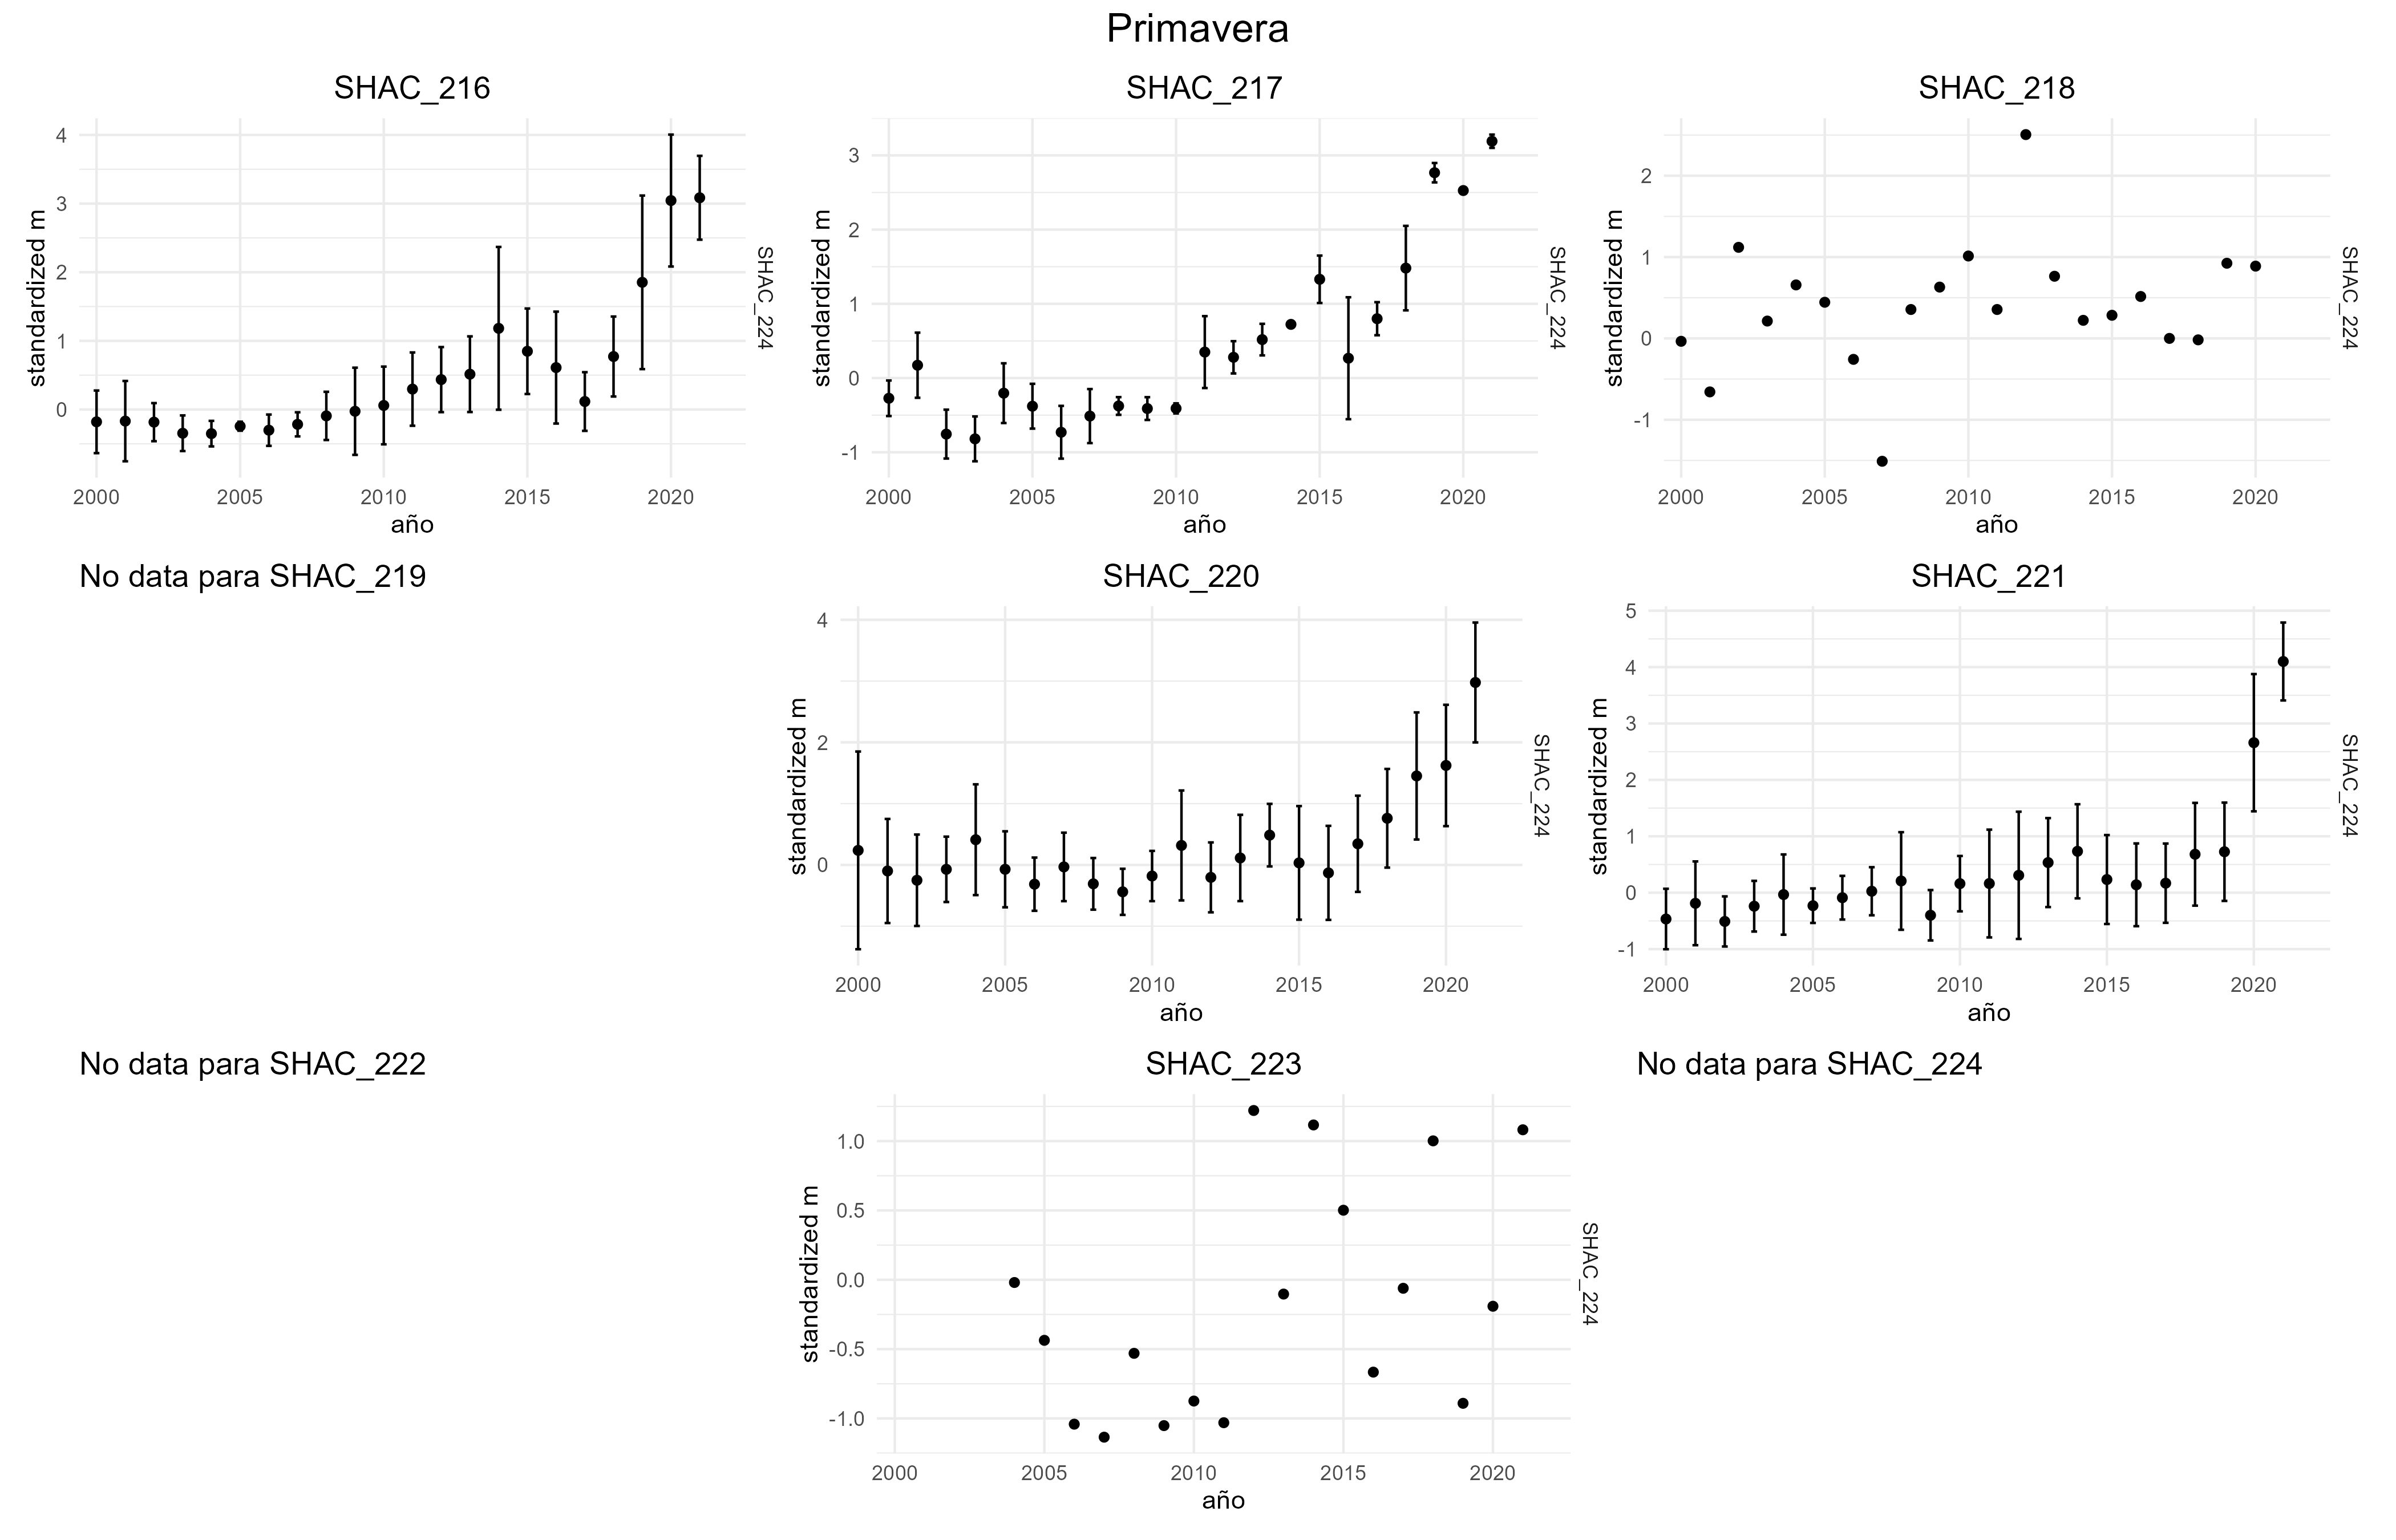 Primavera
SHAC_216
standardized m
4
3
2
1
0
2000 2005 2010 2015 2020
año
SHAC_224
SHAC_217
standardized m
3
2
1
0
-1
2000 2005 2010 2015 2020
año
SHAC_224
SHAC_218
standardized m
2
1
0
-1
2000 2005 2010 2015 2020
año
SHAC_224
No data para SHAC_219
SHAC_220
standardized m
4
2
0
2000 2005 2010 2015 2020
año
SHAC_224
SHAC_221
m
5
4
3
2
1
0
-1
2000 2005 2010 2015 2020
año
SHAC_224
No data para SHAC_222
SHAC_223
standardized m
1.0
0.5
0.0
-0.5
-1.0
2000 2005 2010 2015 2020
año
SHAC_224
No data para SHAC_224